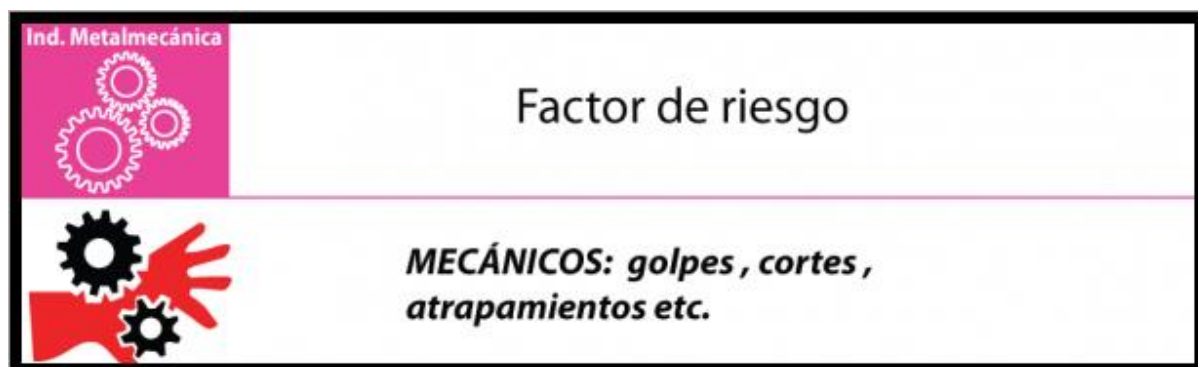 Ind. Metalmecánica
Factor de riesgo
MECÁNICOS: golpes , cortes ,
atrapamientos etc.